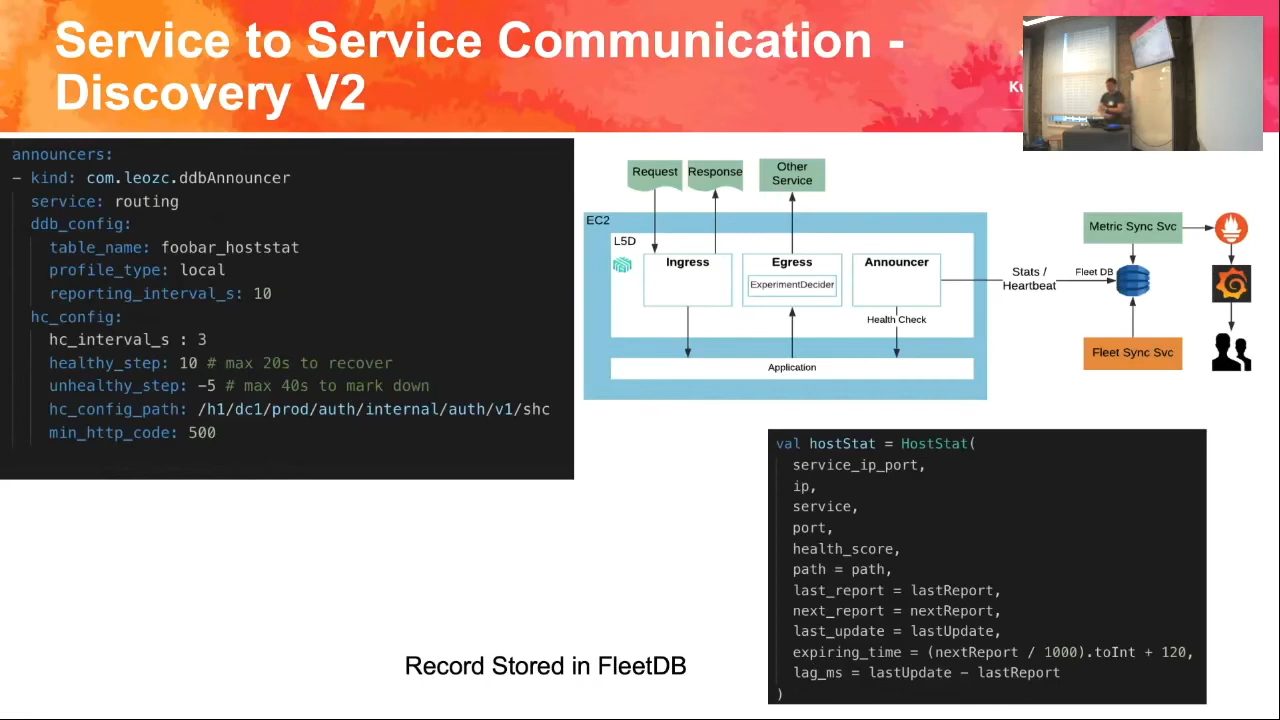 Service to Service Communication -
Discovery V2
Ku
announcers:
- kind: com.leozc.ddbAnnouncer
service: routing
ddb_config:
table_name: foobar_hoststat
profile_type: local
reporting_interval_s: 10
hc_config:
hc_interval_s : 3
healthy_step: 10 # max 20s to recover
unhealthy_step: -5 # max 40s to mark down
hc_config_path: /h1/dc1/prod/auth/internal/auth/v1/shc
min_http_code: 500
Request
Response
Other
Service
EC2
L5D
Ingress
Egress
ExperimentDecider
Announcer
Health Check
Application
Stats /
Heartbeat
Fleet DB
Metric Sync Svc
Fleet Sync Svc
val hostStat = HostStat(
service_ip_port,
ip,
service,
port,
health_score,
path = path,
last_report = lastReport,
next_report = nextReport,
last_update = lastUpdate,
expiring_time = (nextReport / 1000).toInt + 120,
lag_ms = lastUpdate - lastReport
)
Record Stored in FleetDB